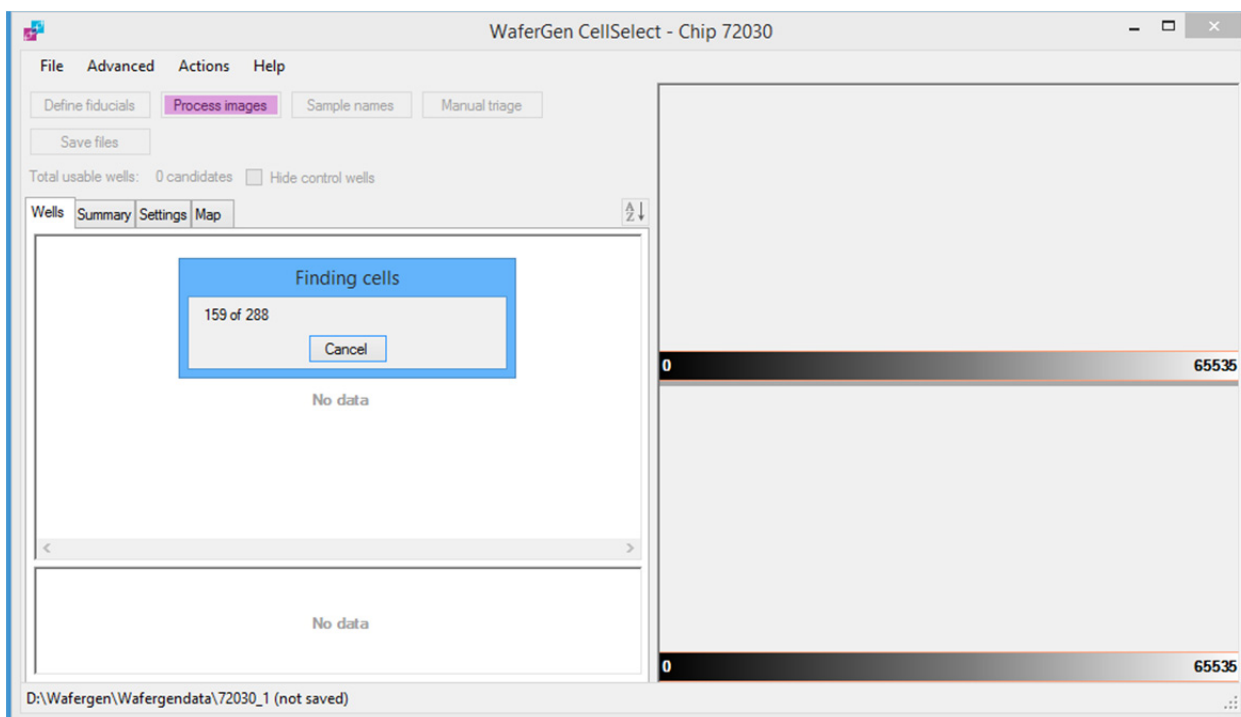 WaferGen CellSelect - Chip 72030
File Advanced Actions Help
Define fiducials Process images Sample names Manual triage
Save files
Total usable wells: 0 candidates Hide control wells
Wells Summary Settings Map A Z
Finding cells
159 of 288
Cancel
No data
0 65535
No data
0 65535
D:\Wafergen\Wafergendata\72030_1 (not saved)